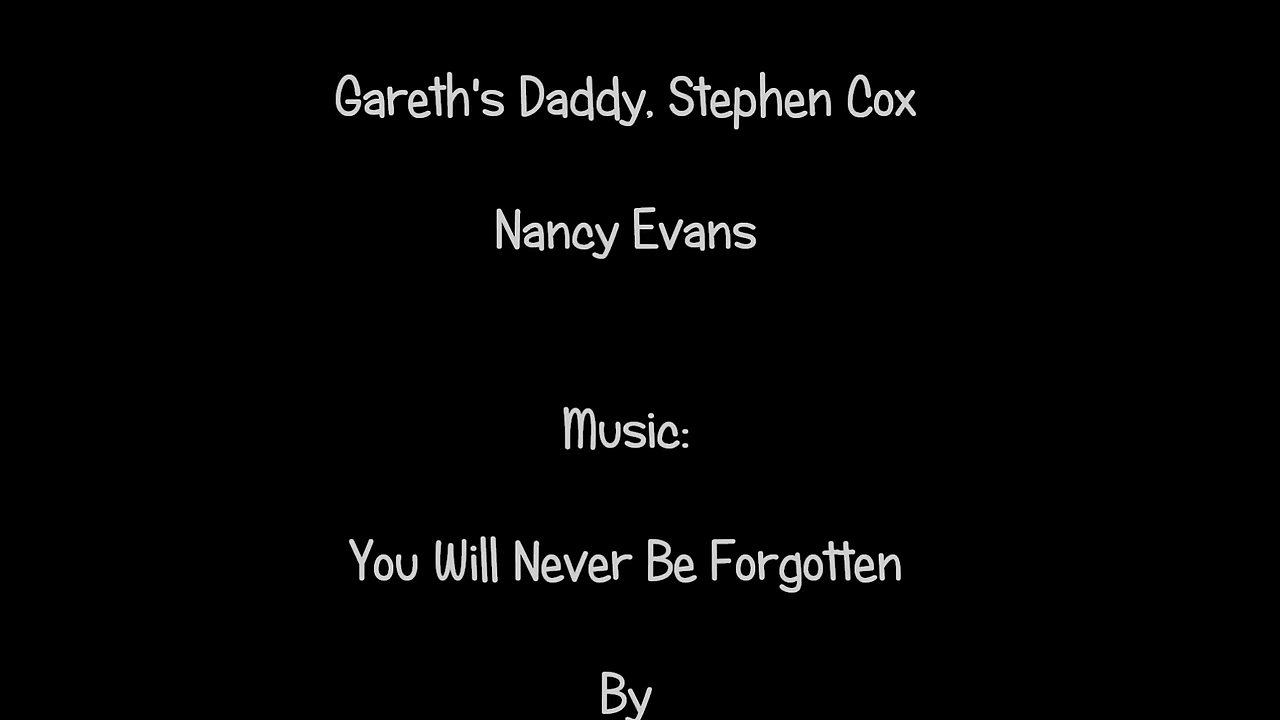 Gareth's Daddy, Stephen Cox
Nancy Evans
Music:
You Will Never Be Forgotten
By